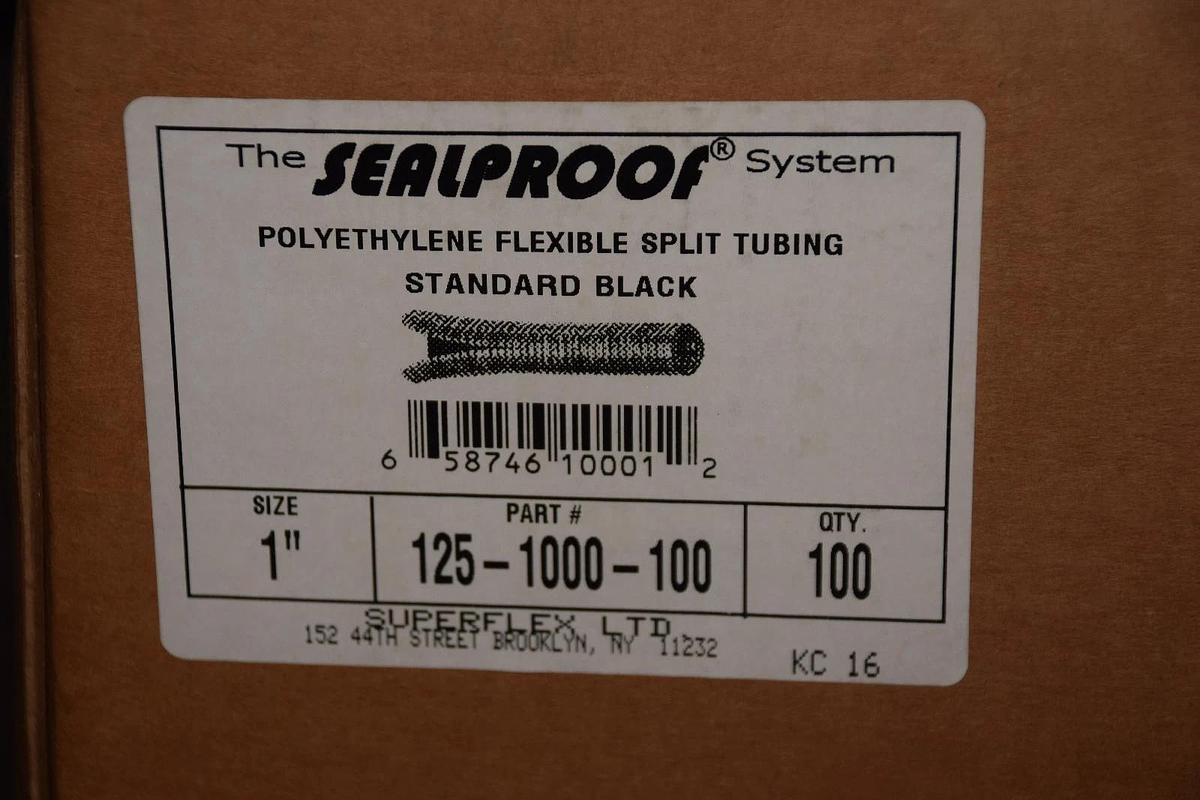 The SEALPROOF® System
POLYETHYLENE FLEXIBLE SPLIT TUBING
STANDARD BLACK
6 58746 10001 2
SIZE PART # QTY.
1" 125-1000-100 100
SUPERFLEX LTD.
152 44TH STREET BROOKLYN, NY 11232
KC 16